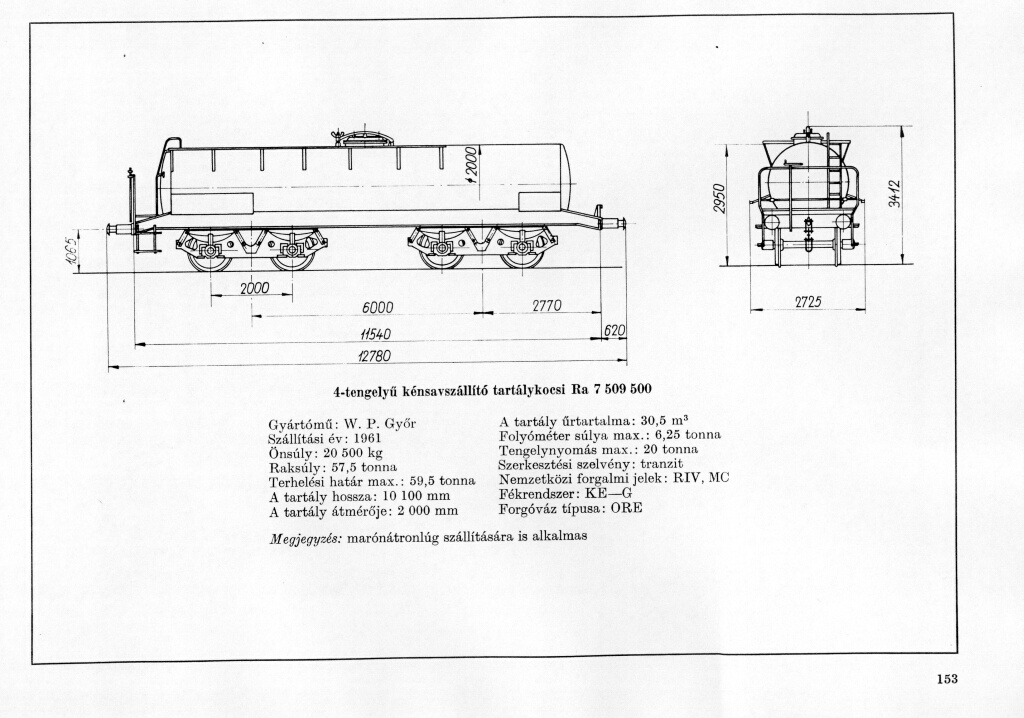 ⌀2000
1065
2000
6000
2770
11540
620
12780
2950
3412
2725
4-tengelyű kénsavszállító tartálykocsi Ra 7 509 500
Gyártómű: W. P. Győr
Szállítási év: 1961
Önsúly: 20 500 kg
Raksúly: 57,5 tonna
Terhelési határ max.: 59,5 tonna
A tartály hossza: 10 100 mm
A tartály átmérője: 2 000 mm
A tartály űrtartalma: 30,5 m³
Folyóméter súlya max.: 6,25 tonna
Tengelynyomás max.: 20 tonna
Szerkesztési szelvény: tranzit
Nemzetközi forgalmi jelek: RIV, MC
Fékrendszer: KE—G
Forgóváz típusa: ORE
Megjegyzés: marónátronlúg szállítására is alkalmas
153